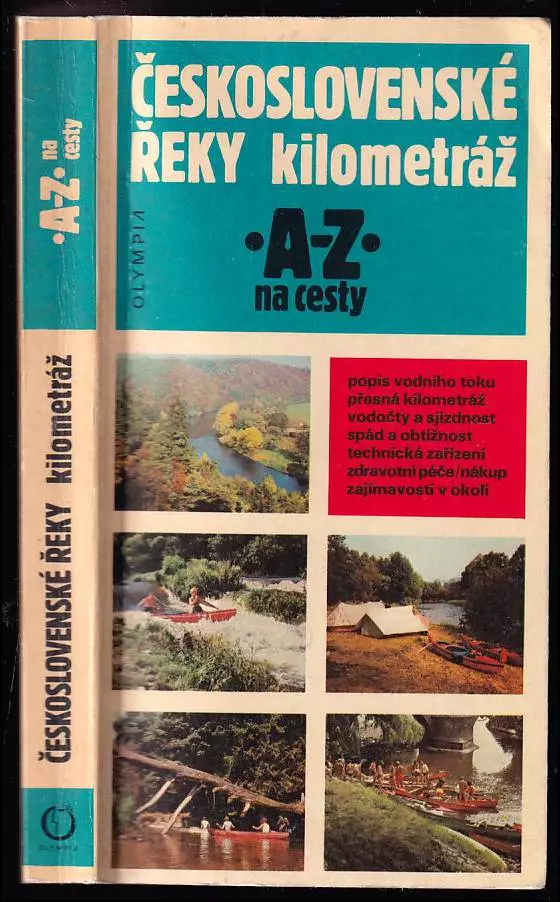 ČESKOSLOVENSKÉ
ŘEKY kilometráž
OLYMPIA
·A-Z·
na cesty
popis vodního toku
přesná kilometráž
vodočty a sjízdnost
spád a obtížnost
technická zařízení
zdravotní péče/nákup
zajímavosti v okolí
·A-Z· na cesty
ČESKOSLOVENSKÉ ŘEKY kilometráž
OLYMPIA